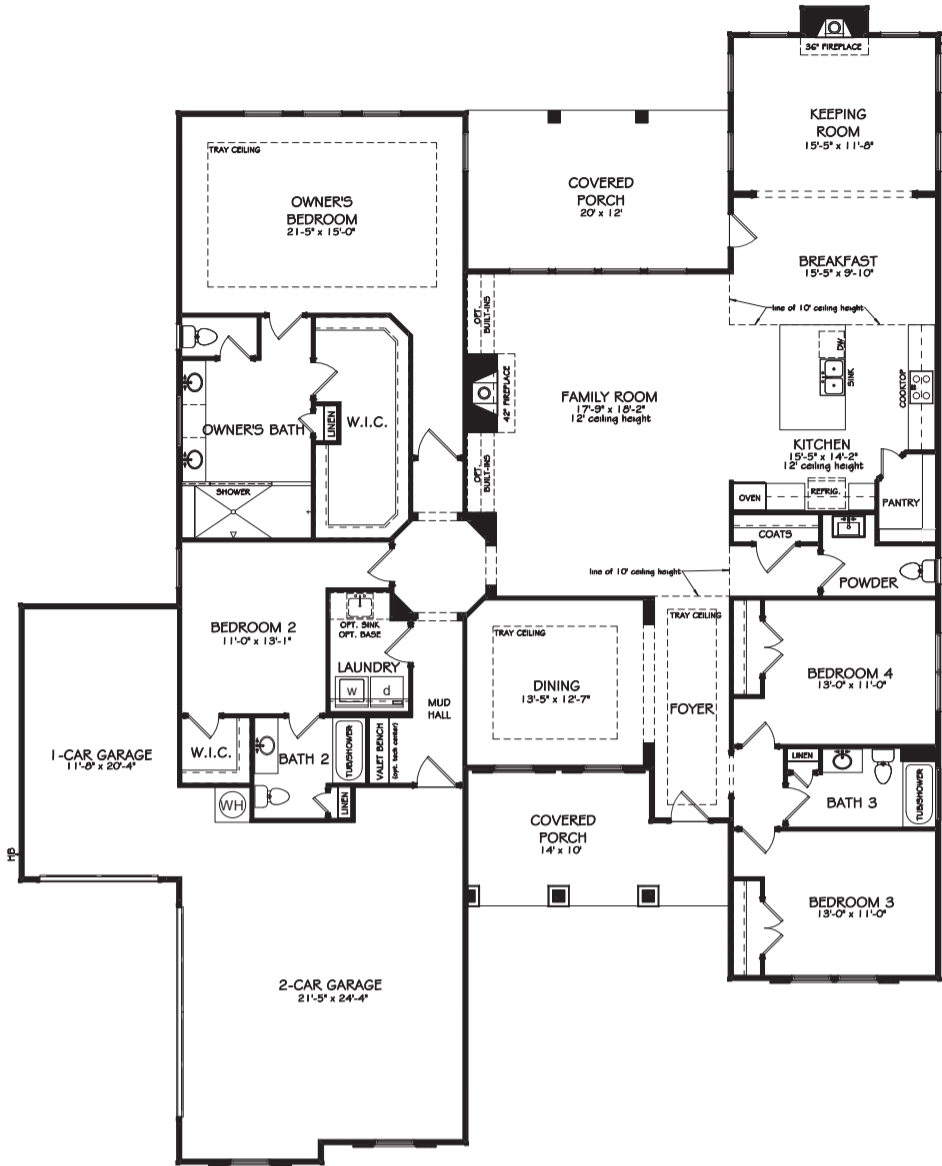 36" FIREPLACE
KEEPING
ROOM
15'-5" x 11'-8"
TRAY CEILING
OWNER'S
BEDROOM
21-5" x 15'-0"
COVERED
PORCH
20' x 12'
BREAKFAST
15'-5" x 9'-10"
line of 10' ceiling height
OPT.
BUILT-INS
42" FIREPLACE
OPT.
BUILT-INS
FAMILY ROOM
17'-9" x 18'-2"
12' ceiling height
DW
SINK
COOKTOP
KITCHEN
15'-5" x 14'-2"
12' ceiling height
OVEN
REFRIG.
PANTRY
OWNER'S BATH
LINEN
W.I.C.
SHOWER
COATS
POWDER
line of 10' ceiling height
BEDROOM 2
11'-0" x 13'-1"
OPT. SINK
OPT. BASE
LAUNDRY
w
d
MUD
HALL
TRAY CEILING
DINING
13'-5" x 12'-7"
TRAY CEILING
FOYER
BEDROOM 4
13'-0" x 11'-0"
1-CAR GARAGE
11'-8" x 20'-4"
W.I.C.
BATH 2
TUB/SHOWER
VALET BENCH
(opt. tech center)
LINEN
WH
LINEN
BATH 3
TUB/SHOWER
COVERED
PORCH
14' x 10'
HB
BEDROOM 3
13'-0" x 11'-0"
2-CAR GARAGE
21'-5" x 24'-4"